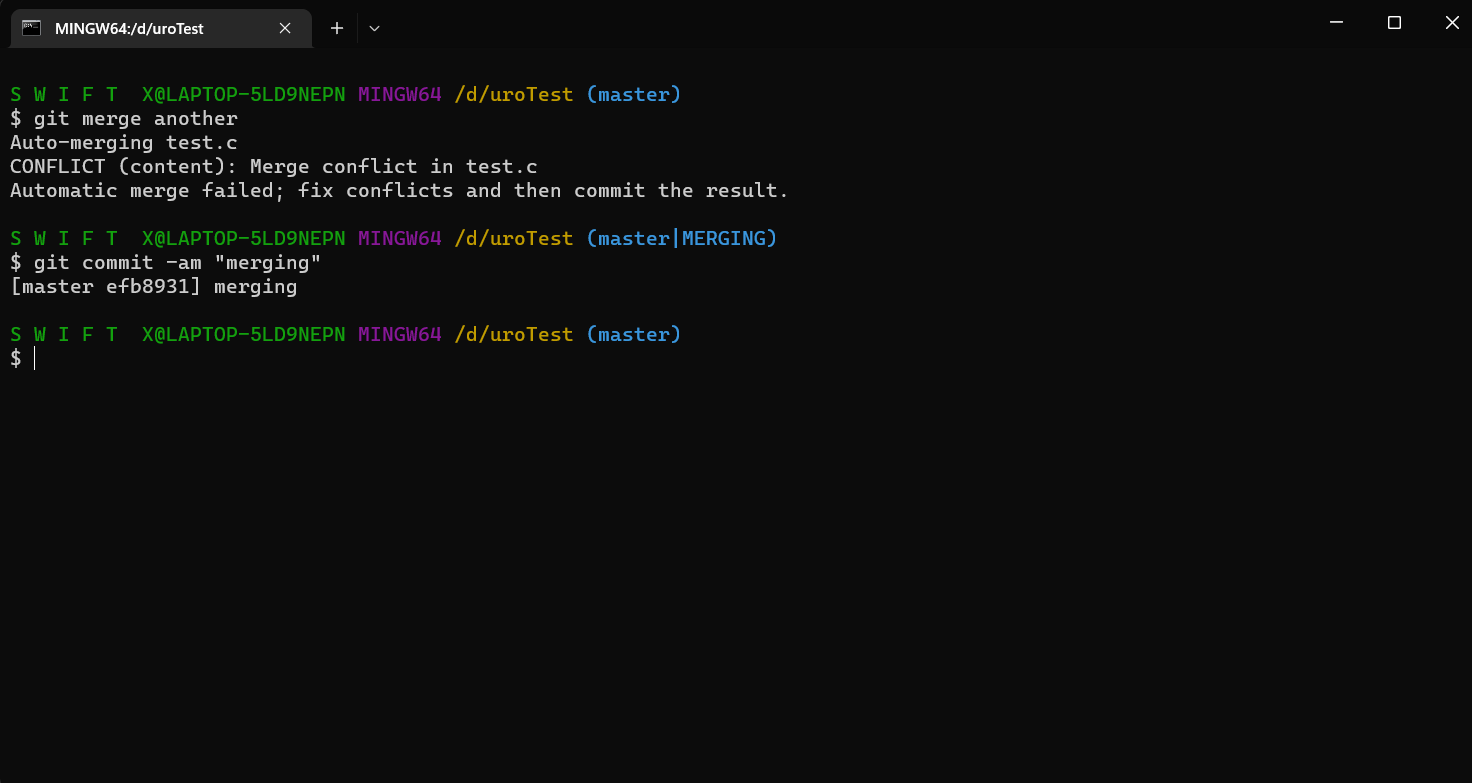 MINGW64:/d/uroTest
S W I F T  X@LAPTOP-5LD9NEPN MINGW64 /d/uroTest (master)
$ git merge another
Auto-merging test.c
CONFLICT (content): Merge conflict in test.c
Automatic merge failed; fix conflicts and then commit the result.
S W I F T  X@LAPTOP-5LD9NEPN MINGW64 /d/uroTest (master|MERGING)
$ git commit -am "merging"
[master efb8931] merging
S W I F T  X@LAPTOP-5LD9NEPN MINGW64 /d/uroTest (master)
$